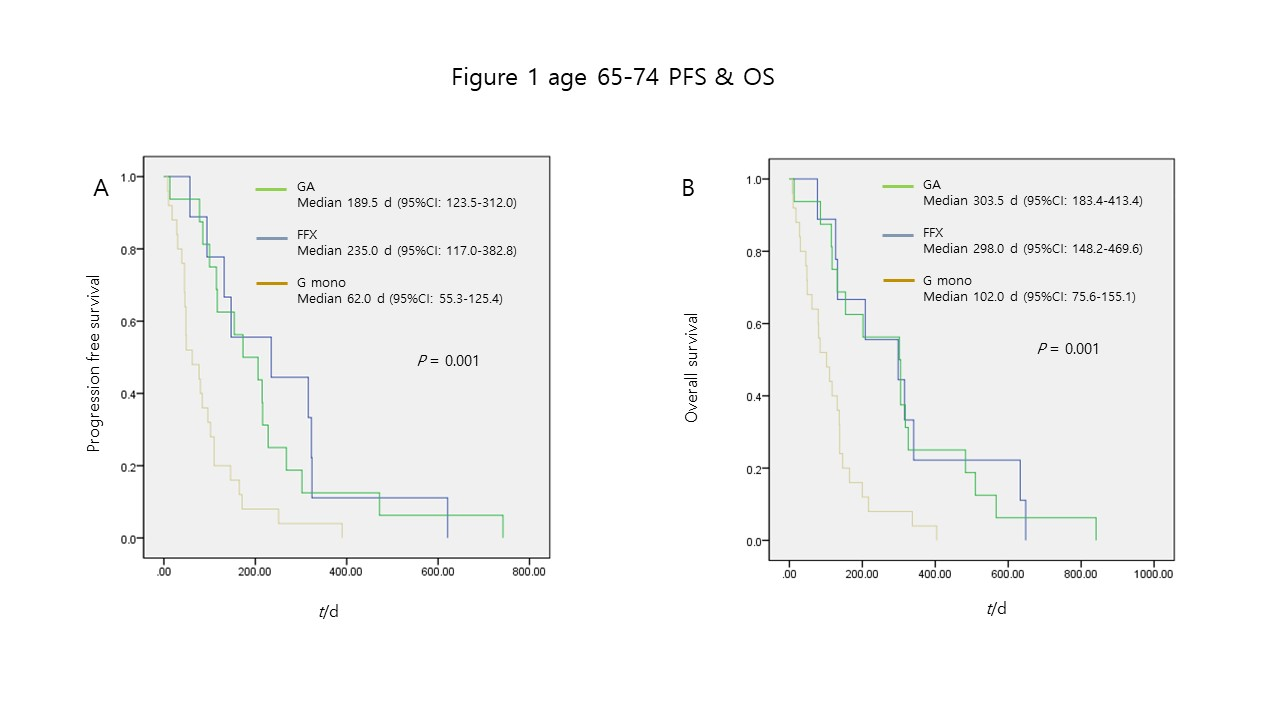 Figure 1 age 65-74 PFS & OS
A
Progression free survival
1.0
0.8
0.6
0.4
0.2
0.0
GA
Median 189.5 d (95%CI: 123.5-312.0)
FFX
Median 235.0 d (95%CI: 117.0-382.8)
G mono
Median 62.0 d (95%CI: 55.3-125.4)
P = 0.001
.00 200.00 400.00 600.00 800.00
t/d
B
Overall survival
1.0
0.8
0.6
0.4
0.2
0.0
GA
Median 303.5 d (95%CI: 183.4-413.4)
FFX
Median 298.0 d (95%CI: 148.2-469.6)
G mono
Median 102.0 d (95%CI: 75.6-155.1)
P = 0.001
.00 200.00 400.00 600.00 800.00 1000.00
t/d